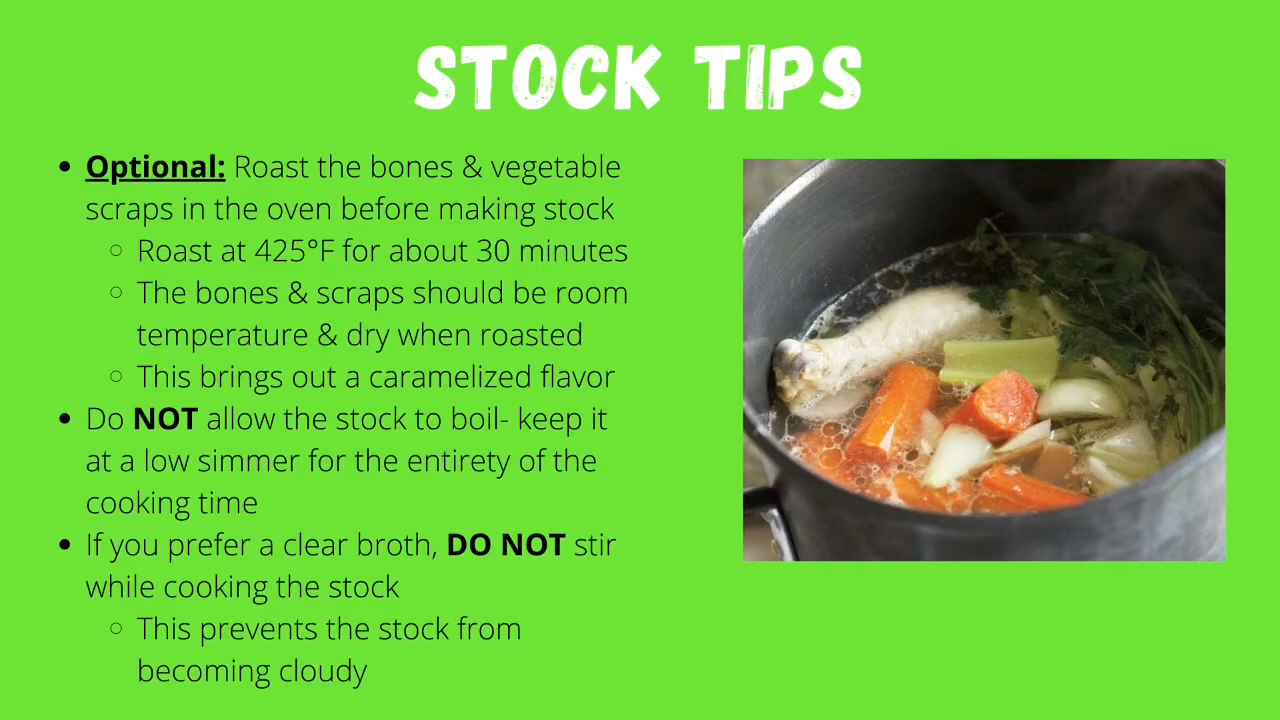 STOCK TIPS
• Optional: Roast the bones & vegetable
scraps in the oven before making stock
○ Roast at 425°F for about 30 minutes
○ The bones & scraps should be room
temperature & dry when roasted
○ This brings out a caramelized flavor
• Do NOT allow the stock to boil- keep it
at a low simmer for the entirety of the
cooking time
• If you prefer a clear broth, DO NOT stir
while cooking the stock
○ This prevents the stock from
becoming cloudy